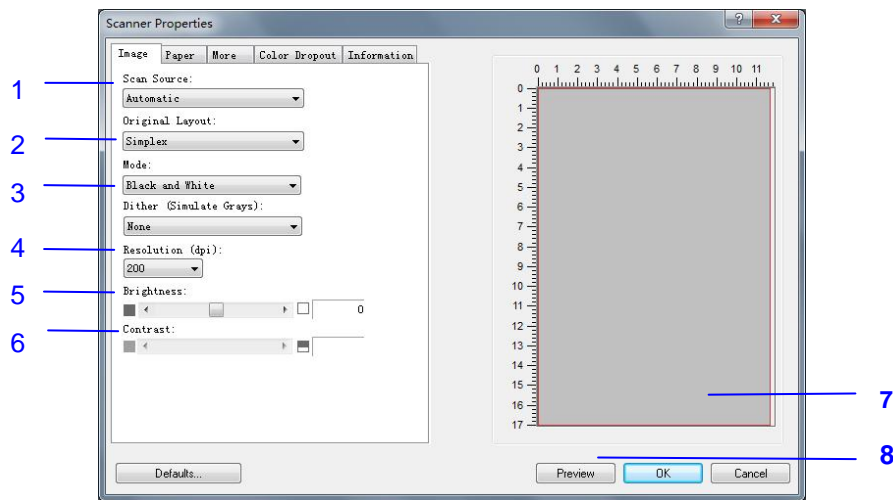 Scanner Properties
Image Paper More Color Dropout Information
1 Scan Source:
Automatic
Original Layout:
2 Simplex
Mode:
3 Black and White
Dither (Simulate Grays):
None
4 Resolution (dpi):
200
5 Brightness:
0
6 Contrast:
0 1 2 3 4 5 6 7 8 9 10 11
0
1
2
3
4
5
6
7
8
9
10
11
12
13
14
15
16
17
7
8
Defaults... Preview OK Cancel